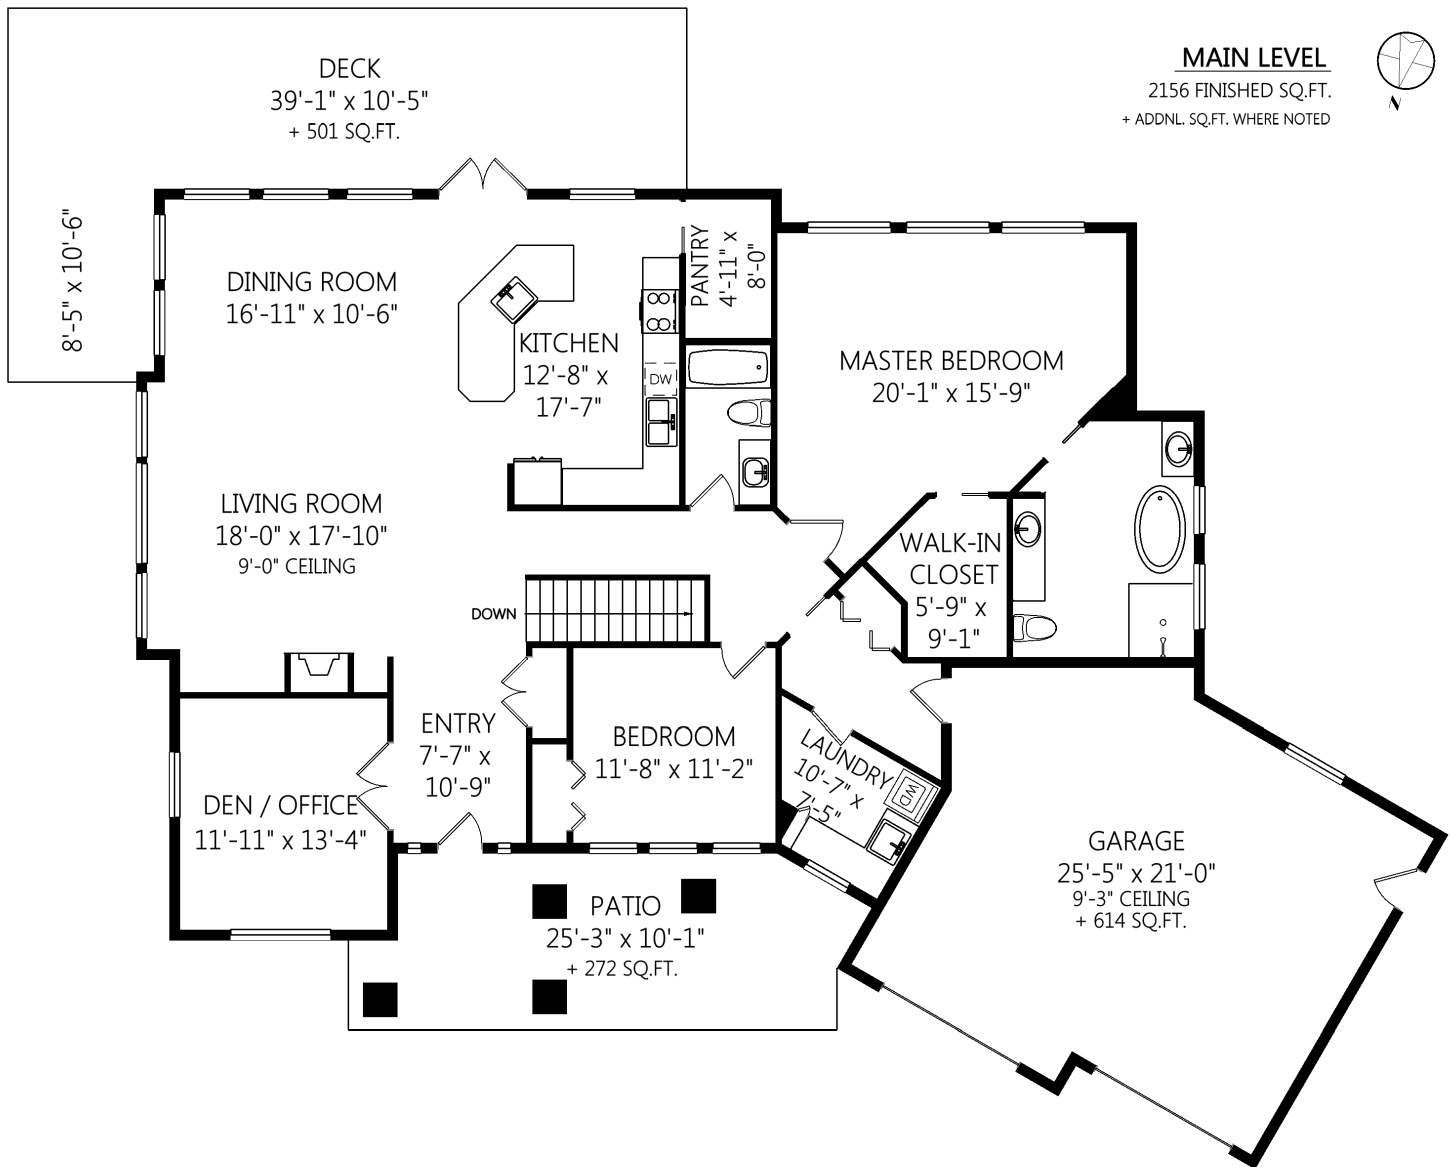 MAIN LEVEL
2156 FINISHED SQ.FT.
+ ADDNL. SQ.FT. WHERE NOTED
N
DECK
39'-1" x 10'-5"
+ 501 SQ.FT.
8'-5" x 10'-6"
DINING ROOM
16'-11" x 10'-6"
KITCHEN
12'-8" x
17'-7"
DW
PANTRY
4'-11" x
8'-0"
MASTER BEDROOM
20'-1" x 15'-9"
LIVING ROOM
18'-0" x 17'-10"
9'-0" CEILING
WALK-IN
CLOSET
5'-9" x
9'-1"
DOWN
ENTRY
7'-7" x
10'-9"
BEDROOM
11'-8" x 11'-2"
LAUNDRY
10'-7" x
7'-5"
WD
DEN / OFFICE
11'-11" x 13'-4"
GARAGE
25'-5" x 21'-0"
9'-3" CEILING
+ 614 SQ.FT.
PATIO
25'-3" x 10'-1"
+ 272 SQ.FT.